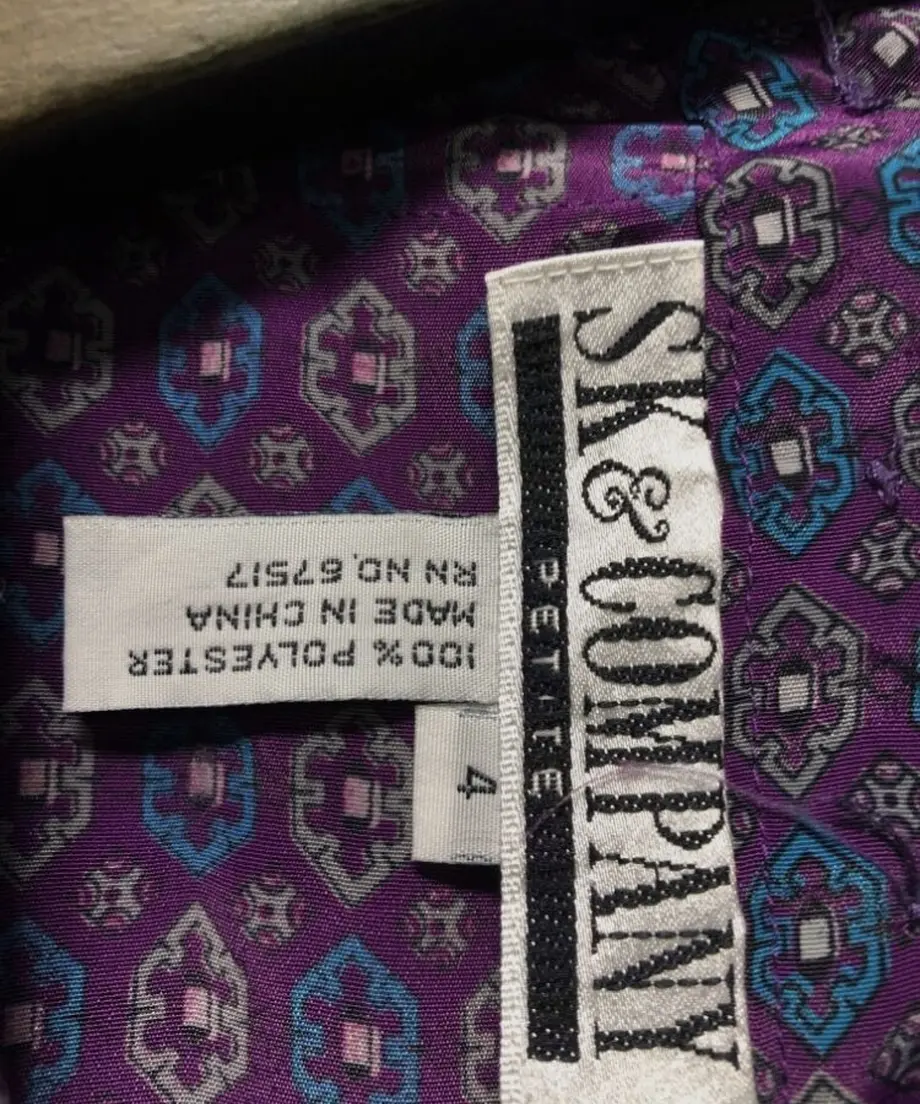 SK & COMPANY
PETITE
4
100% POLYESTER
MADE IN CHINA
RN NO. 67517